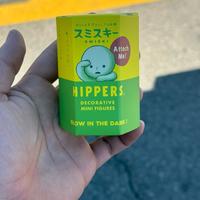 スミスキー
SMISKI
Attach
Me!
HIPPERS.
DECORATIVE
MINI FIGURES
GLOW IN THE DARK!